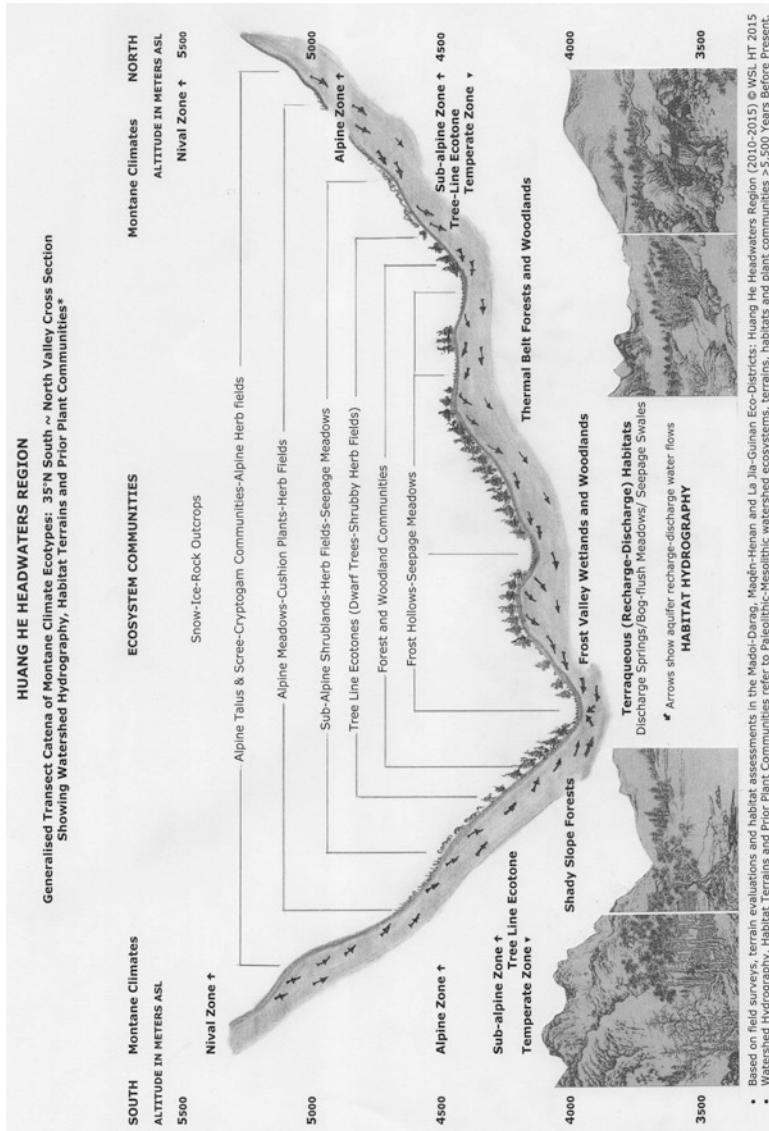 HUANG HE HEADWATERS REGION
Generalised Transect Catena of Montane Climate Ecotypes: 35°N South ~ North Valley Cross Section
Showing Watershed Hydrography, Habitat Terrains and Prior Plant Communities*
SOUTH Montane Climates
ECOSYSTEM COMMUNITIES
Montane Climates NORTH
ALTITUDE IN METERS ASL
ALTITUDE IN METERS ASL
5500
Nival Zone ↑
Snow-Ice-Rock Outcrops
Nival Zone ↑ 5500
Alpine Talus & Scree-Cryptogam Communities-Alpine Herb fields
5000
Alpine Meadows-Cushion Plants-Herb Fields
5000
Alpine Zone ↑
Sub-Alpine Shrublands-Herb Fields-Seepage Meadows
Tree Line Ecotones (Dwarf Trees-Shrubby Herb Fields)
Forest and Woodland Communities
Frost Hollows-Seepage Meadows
4500
Alpine Zone ↑
Sub-alpine Zone ↑ 4500
Tree-Line Ecotone
Temperate Zone ▾
Sub-alpine Zone ↑
Tree Line Ecotone
Temperate Zone ▾
Thermal Belt Forests and Woodlands
4000
Shady Slope Forests
Frost Valley Wetlands and Woodlands
4000
Terraqueous (Recharge-Discharge) Habitats
Discharge Springs/Bog-flush Meadows/ Seepage Swales
Arrows show aquifer recharge-discharge water flows
HABITAT HYDROGRAPHY
3500
3500
• Based on field surveys, terrain evaluations and habitat assessments in the Madoi-Darag, Maqên-Henan and La Jia-Guinan Eco-Districts: Huang He Headwaters Region (2010-2015) © WSL HT 2015
• Watershed Hydrography, Habitat Terrains and Prior Plant Communities refer to Paleolithic-Mesolithic watershed ecosystems, terrains, habitats and plant communities >5,500 Years Before Present.